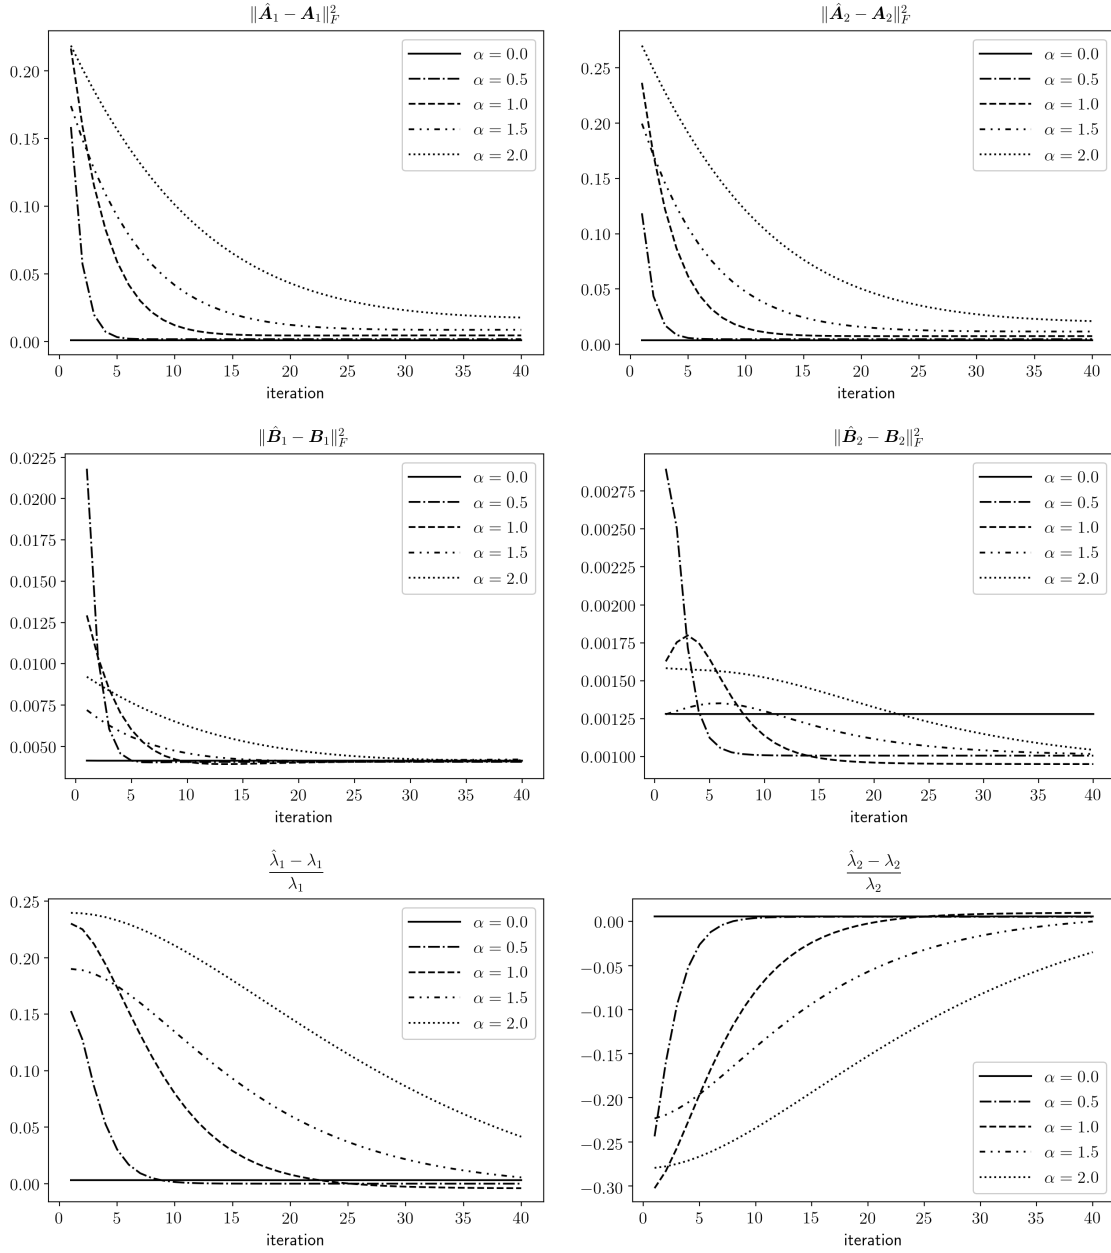 ‖Â₁ − A₁‖²_F
0.20
0.15
0.10
0.05
0.00
0 5 10 15 20 25 30 35 40
iteration
α = 0.0
α = 0.5
α = 1.0
α = 1.5
α = 2.0
‖Â₂ − A₂‖²_F
0.25
0.20
0.15
0.10
0.05
0.00
0 5 10 15 20 25 30 35 40
iteration
α = 0.0
α = 0.5
α = 1.0
α = 1.5
α = 2.0
‖B̂₁ − B₁‖²_F
0.0225
0.0200
0.0175
0.0150
0.0125
0.0100
0.0075
0.0050
0 5 10 15 20 25 30 35 40
iteration
α = 0.0
α = 0.5
α = 1.0
α = 1.5
α = 2.0
‖B̂₂ − B₂‖²_F
0.00275
0.00250
0.00225
0.00200
0.00175
0.00150
0.00125
0.00100
0 5 10 15 20 25 30 35 40
iteration
α = 0.0
α = 0.5
α = 1.0
α = 1.5
α = 2.0
λ̂₁ − λ₁
λ₁
0.25
0.20
0.15
0.10
0.05
0.00
0 5 10 15 20 25 30 35 40
iteration
α = 0.0
α = 0.5
α = 1.0
α = 1.5
α = 2.0
λ̂₂ − λ₂
λ₂
0.00
−0.05
−0.10
−0.15
−0.20
−0.25
−0.30
0 5 10 15 20 25 30 35 40
iteration
α = 0.0
α = 0.5
α = 1.0
α = 1.5
α = 2.0